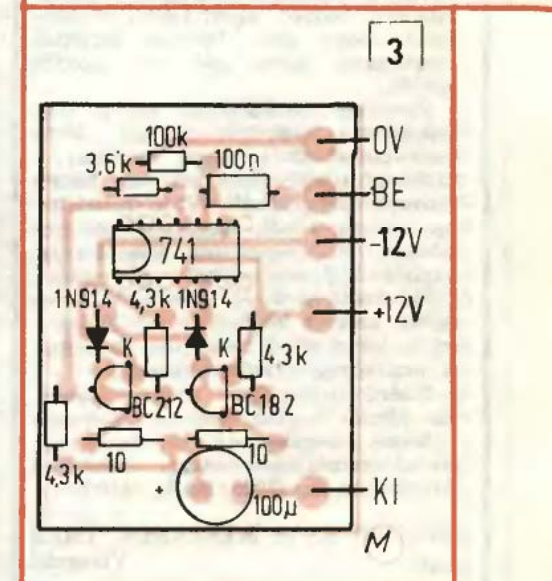 3
100k
0V
3,6 k
100n
BE
-12V
741
1N914
4,3k
1N914
+12V
K
K
4,3k
BC212
BC182
4,3k
10
10
+
100μ
KI
M